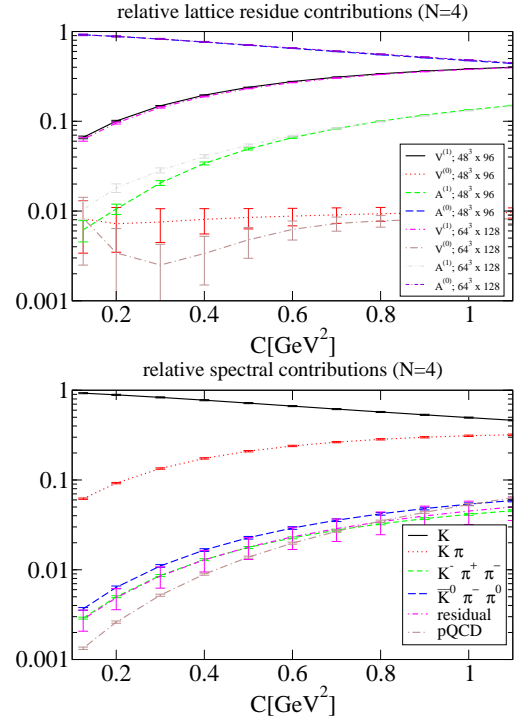 relative lattice residue contributions (N=4)
1
0.1
0.01
0.001
V(1); 48³ x 96
V(0); 48³ x 96
A(1); 48³ x 96
A(0); 48³ x 96
V(1); 64³ x 128
V(0); 64³ x 128
A(1); 64³ x 128
A(0); 64³ x 128
0.2 0.4 0.6 0.8 1
C[GeV²]
relative spectral contributions (N=4)
1
0.1
0.01
0.001
K
K π
K⁻ π⁺ π⁻
K̅⁰ π⁻ π⁰
residual
pQCD
0.2 0.4 0.6 0.8 1
C[GeV²]